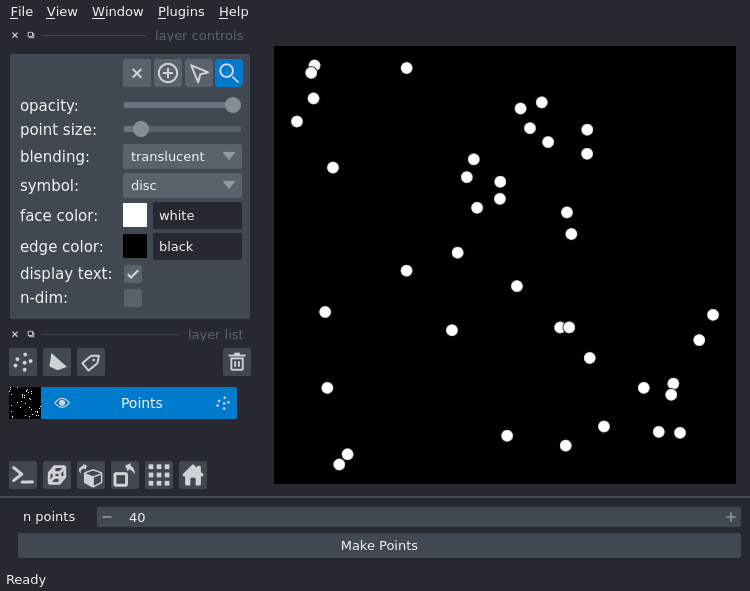 File View Window Plugins Help
layer controls
opacity:
point size:
blending: translucent
symbol: disc
face color: white
edge color: black
display text:
n-dim:
layer list
Points
n points 40
Make Points
Ready